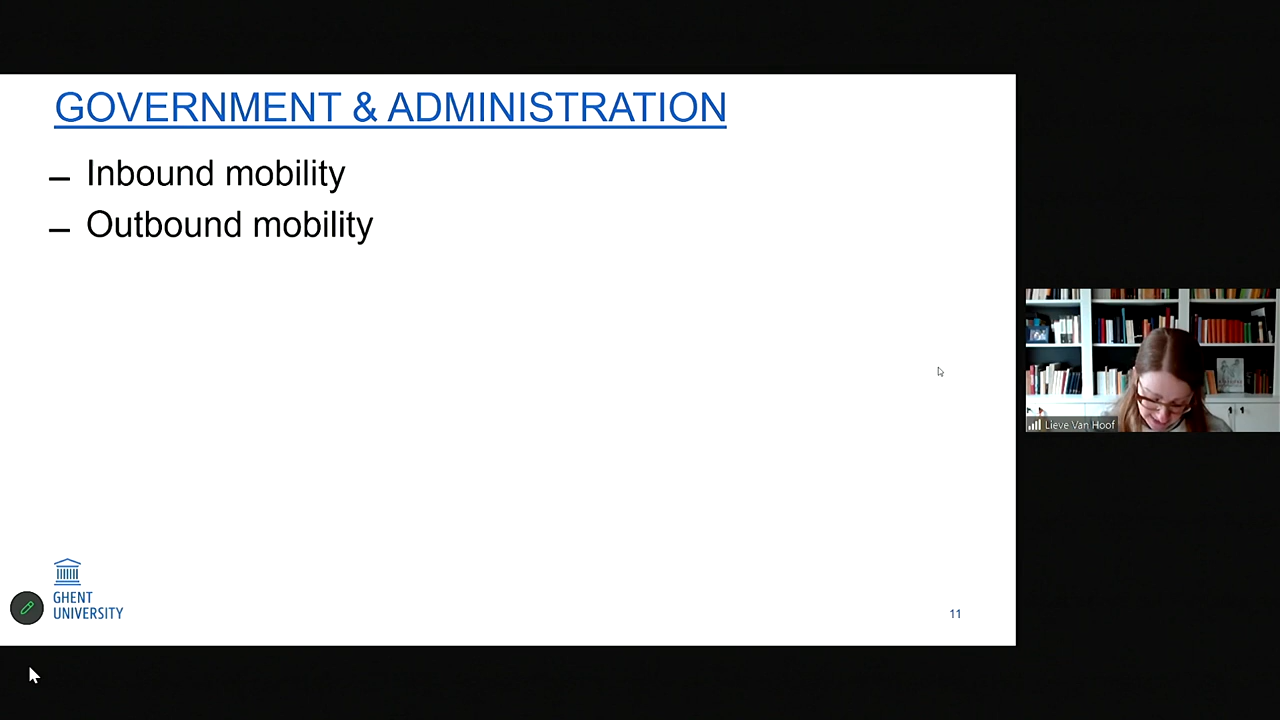 GOVERNMENT & ADMINISTRATION
– Inbound mobility
– Outbound mobility
GHENT
UNIVERSITY
11
Lieve Van Hoof